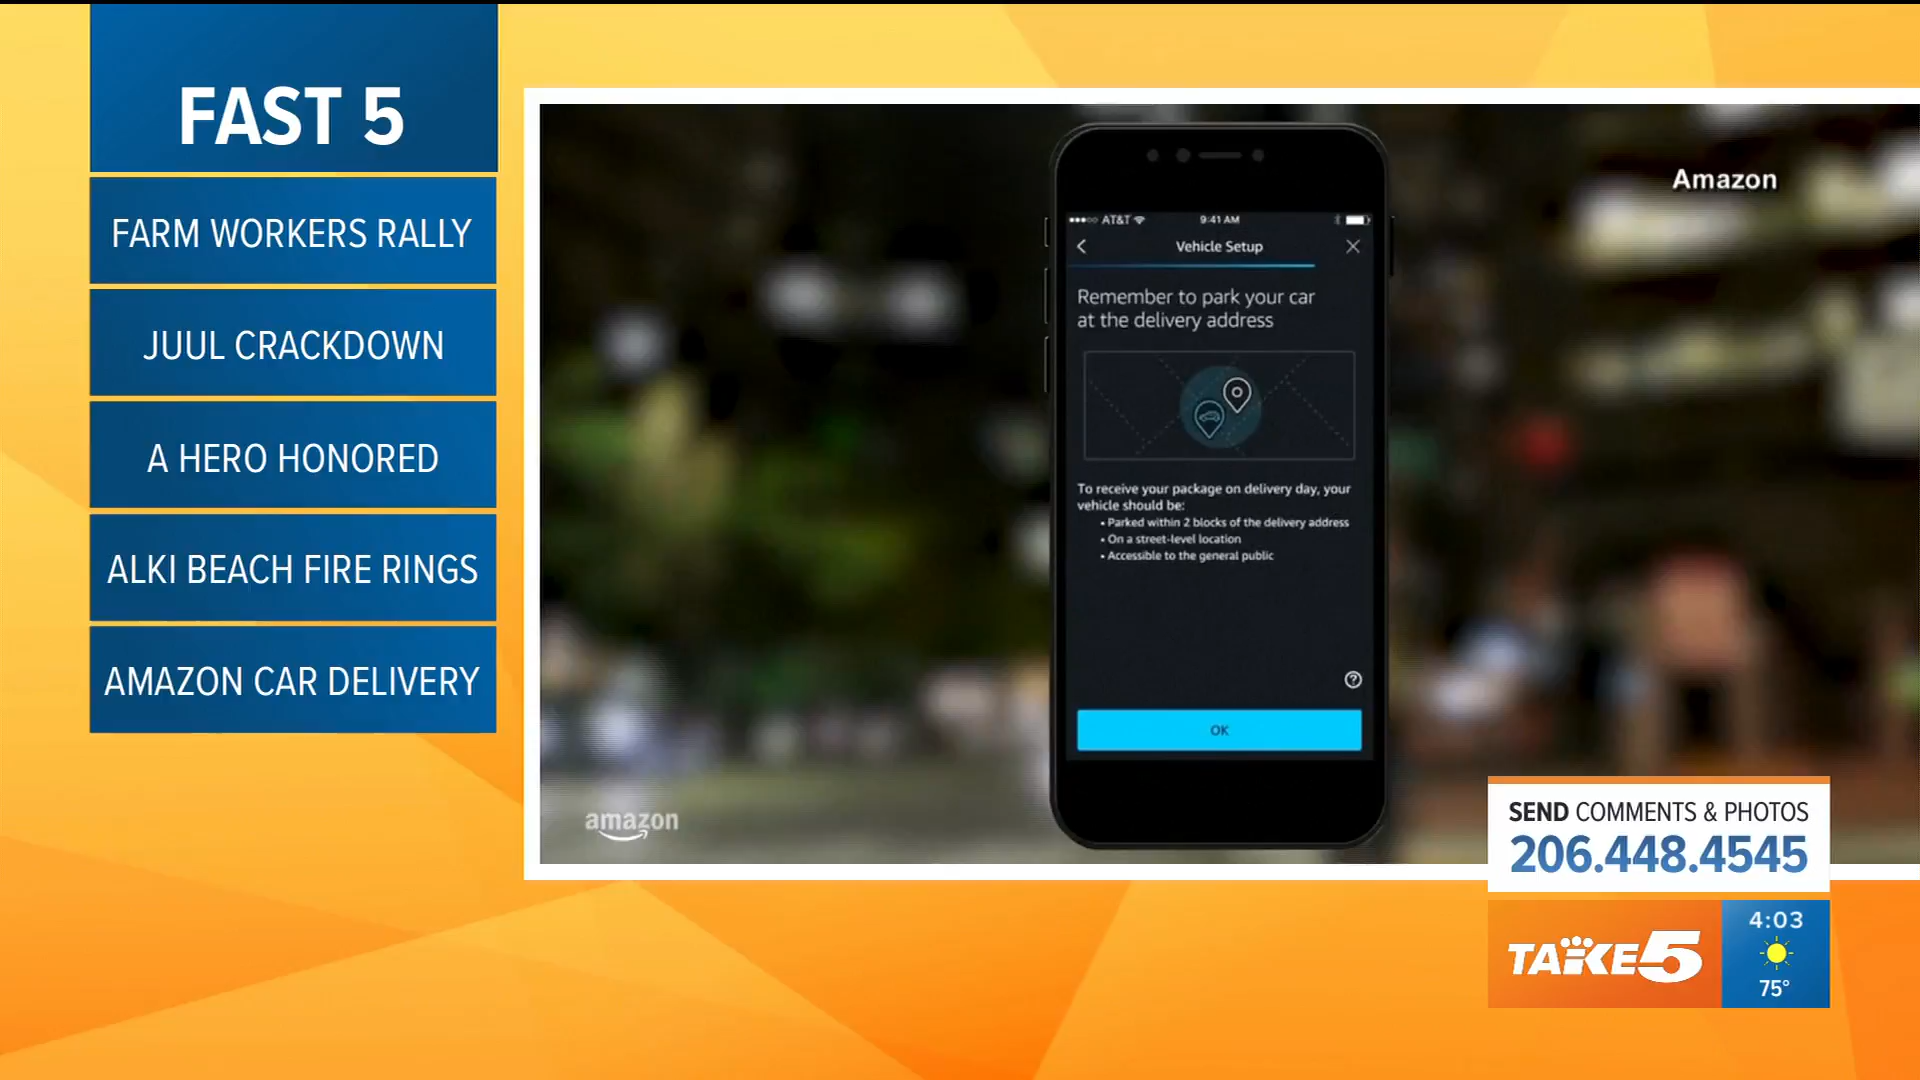 FAST 5
FARM WORKERS RALLY
JUUL CRACKDOWN
A HERO HONORED
ALKI BEACH FIRE RINGS
AMAZON CAR DELIVERY
Amazon
AT&T 9:41 AM
Vehicle Setup
Remember to park your car
at the delivery address
To receive your package on delivery day, your
vehicle should be:
• Parked within 2 blocks of the delivery address
• On a street-level location
• Accessible to the general public
?
OK
amazon
SEND COMMENTS & PHOTOS
206.448.4545
TAKE 5
4:03
75°